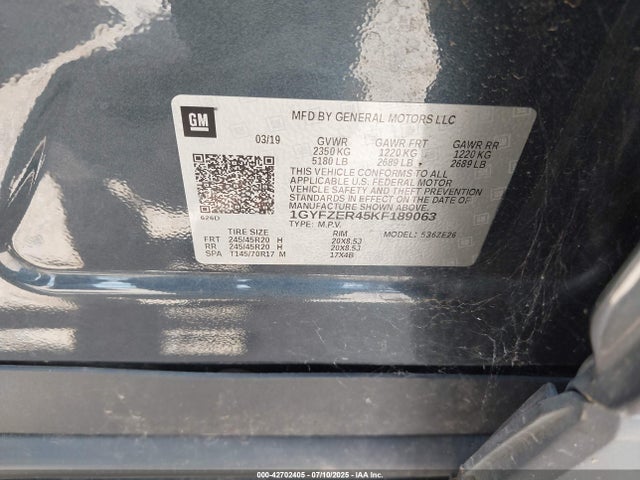 GM
MFD BY GENERAL MOTORS LLC
03/19 GVWR GAWR FRT GAWR RR
2350 KG 1220 KG 1220 KG
5180 LB 2689 LB 2689 LB
THIS VEHICLE CONFORMS TO ALL
APPLICABLE U.S. FEDERAL MOTOR
VEHICLE SAFETY AND THEFT PREVENTION
STANDARDS IN EFFECT ON THE DATE OF
MANUFACTURE SHOWN ABOVE.
1GYFZER45KF189063
626D TYPE: M.P.V. MODEL: 536ZE26
TIRE SIZE RIM
FRT 245/45R20 H 20X8.5J
RR 245/45R20 H 20X8.5J
SPA T145/70R17 M 17X4B
000-42702405 - 07/10/2025 - IAA Inc.